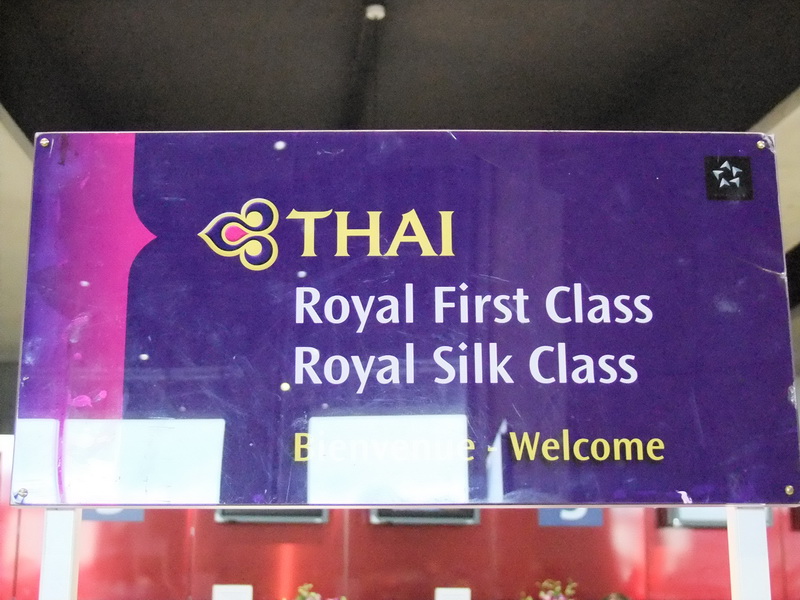 THAI
Royal First Class
Royal Silk Class
Bienvenue - Welcome